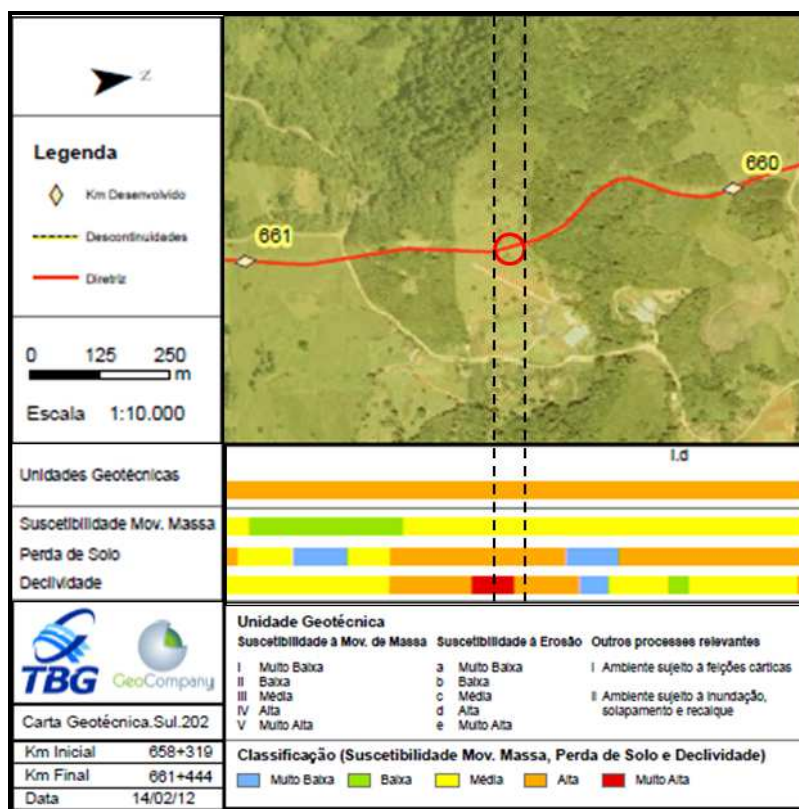 Z
Legenda
Km Desenvolvido
Descontinuidades
Diretriz
0 125 250
m
Escala 1:10.000
661
660
Unidades Geotécnicas
I.d
Suscetibilidade Mov. Massa
Perda de Solo
Declividade
TBG
GeoCompany
Carta Geotécnica.Sul.202
Km Inicial 658+319
Km Final 661+444
Data 14/02/12
Unidade Geotécnica
Suscetibilidade à Mov. de Massa Suscetibilidade à Erosão Outros processes relevantes
I Muito Baixa a Muito Baixa I Ambiente sujeito à feições cárticas
II Baixa b Baixa
III Média c Média II Ambiente sujeito à inundação,
IV Alta d Alta solapamento e recalque
V Muito Alta e Muito Alta
Classificação (Suscetibilidade Mov. Massa, Perda de Solo e Declividade)
Muito Baixa Baixa Média Alta Muito Alta